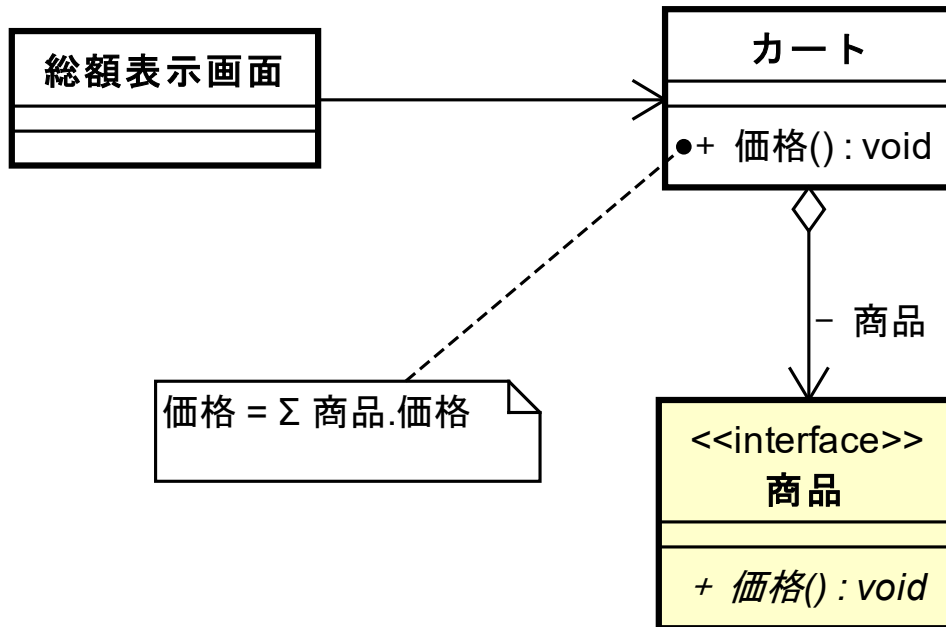 総額表示画面
カート
+ 価格() : void
− 商品
価格 = Σ 商品.価格
<<interface>>
商品
+ 価格() : void